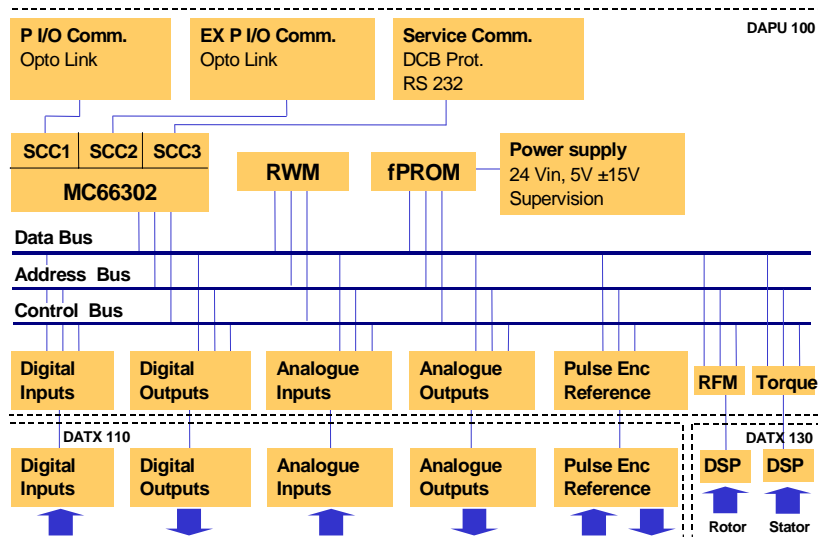 DAPU 100
P I/O Comm.
Opto Link
EX P I/O Comm.
Opto Link
Service Comm.
DCB Prot.
RS 232
SCC1
SCC2
SCC3
MC66302
RWM
fPROM
Power supply
24 Vin, 5V ±15V
Supervision
Data Bus
Address Bus
Control Bus
Digital
Inputs
Digital
Outputs
Analogue
Inputs
Analogue
Outputs
Pulse Enc
Reference
RFM
Torque
DATX 110
DATX 130
Digital
Inputs
Digital
Outputs
Analogue
Inputs
Analogue
Outputs
Pulse Enc
Reference
DSP
DSP
Rotor
Stator